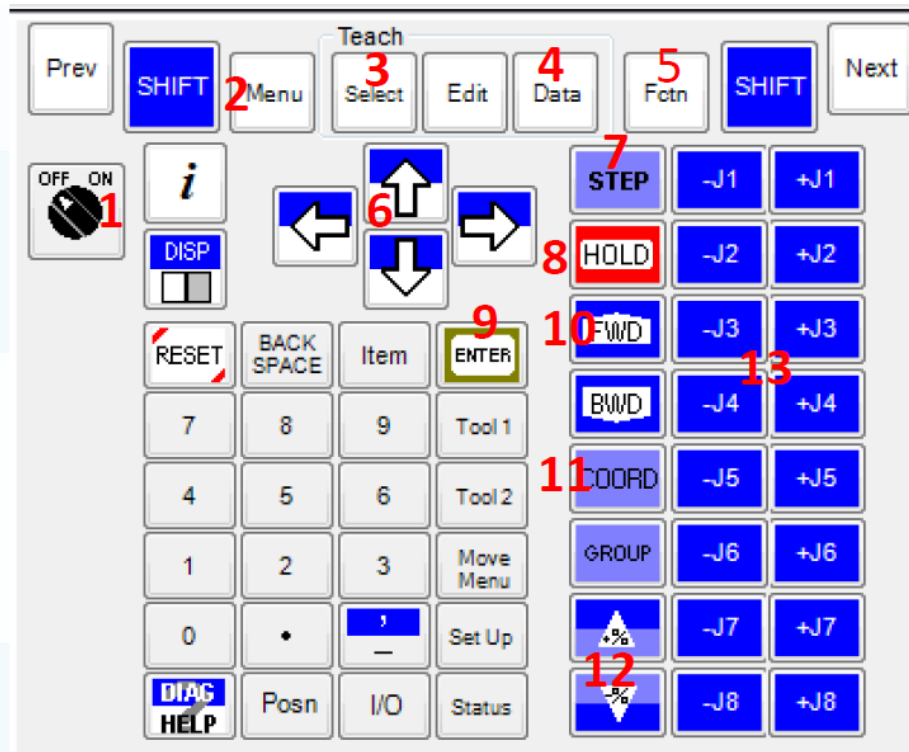 Teach
Prev SHIFT 2 Menu 3 Select Edit 4 Data 5 Fctn SHIFT Next
OFF ON 1
i
6
7 STEP -J1 +J1
DISP
8 HOLD -J2 +J2
RESET
BACK
SPACE
Item
9 ENTER
10 FWD -J3 +J3
13
7 8 9 Tool 1
BWD -J4 +J4
4 5 6 Tool 2
11 COORD -J5 +J5
1 2 3 Move
Menu
GROUP -J6 +J6
0 • , _ Set Up
+% -J7 +J7
12
DIAG
HELP
Posn I/O Status
-% -J8 +J8